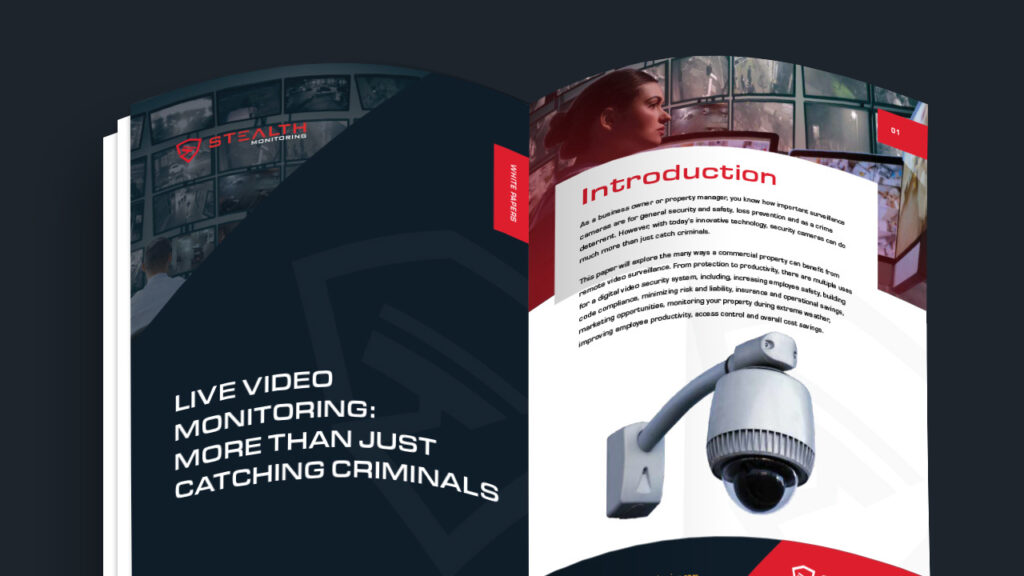 STEALTH
MONITORING
WHITE PAPERS
LIVE VIDEO
MONITORING:
MORE THAN JUST
CATCHING CRIMINALS
01
Introduction
As a business owner or property manager, you know how important surveillance
cameras are for general security and safety, loss prevention and as a crime
deterrent. However, with today's innovative technology, security cameras can do
much more than just catch criminals.
This paper will explore the many ways a commercial property can benefit from
remote video surveillance. From protection to productivity, there are multiple uses
for a digital video security system, including, increasing employee safety, building
code compliance, minimizing risk and liability, insurance and operational savings,
marketing opportunities, monitoring your property during extreme weather,
improving employee productivity, access control and overall cost savings.